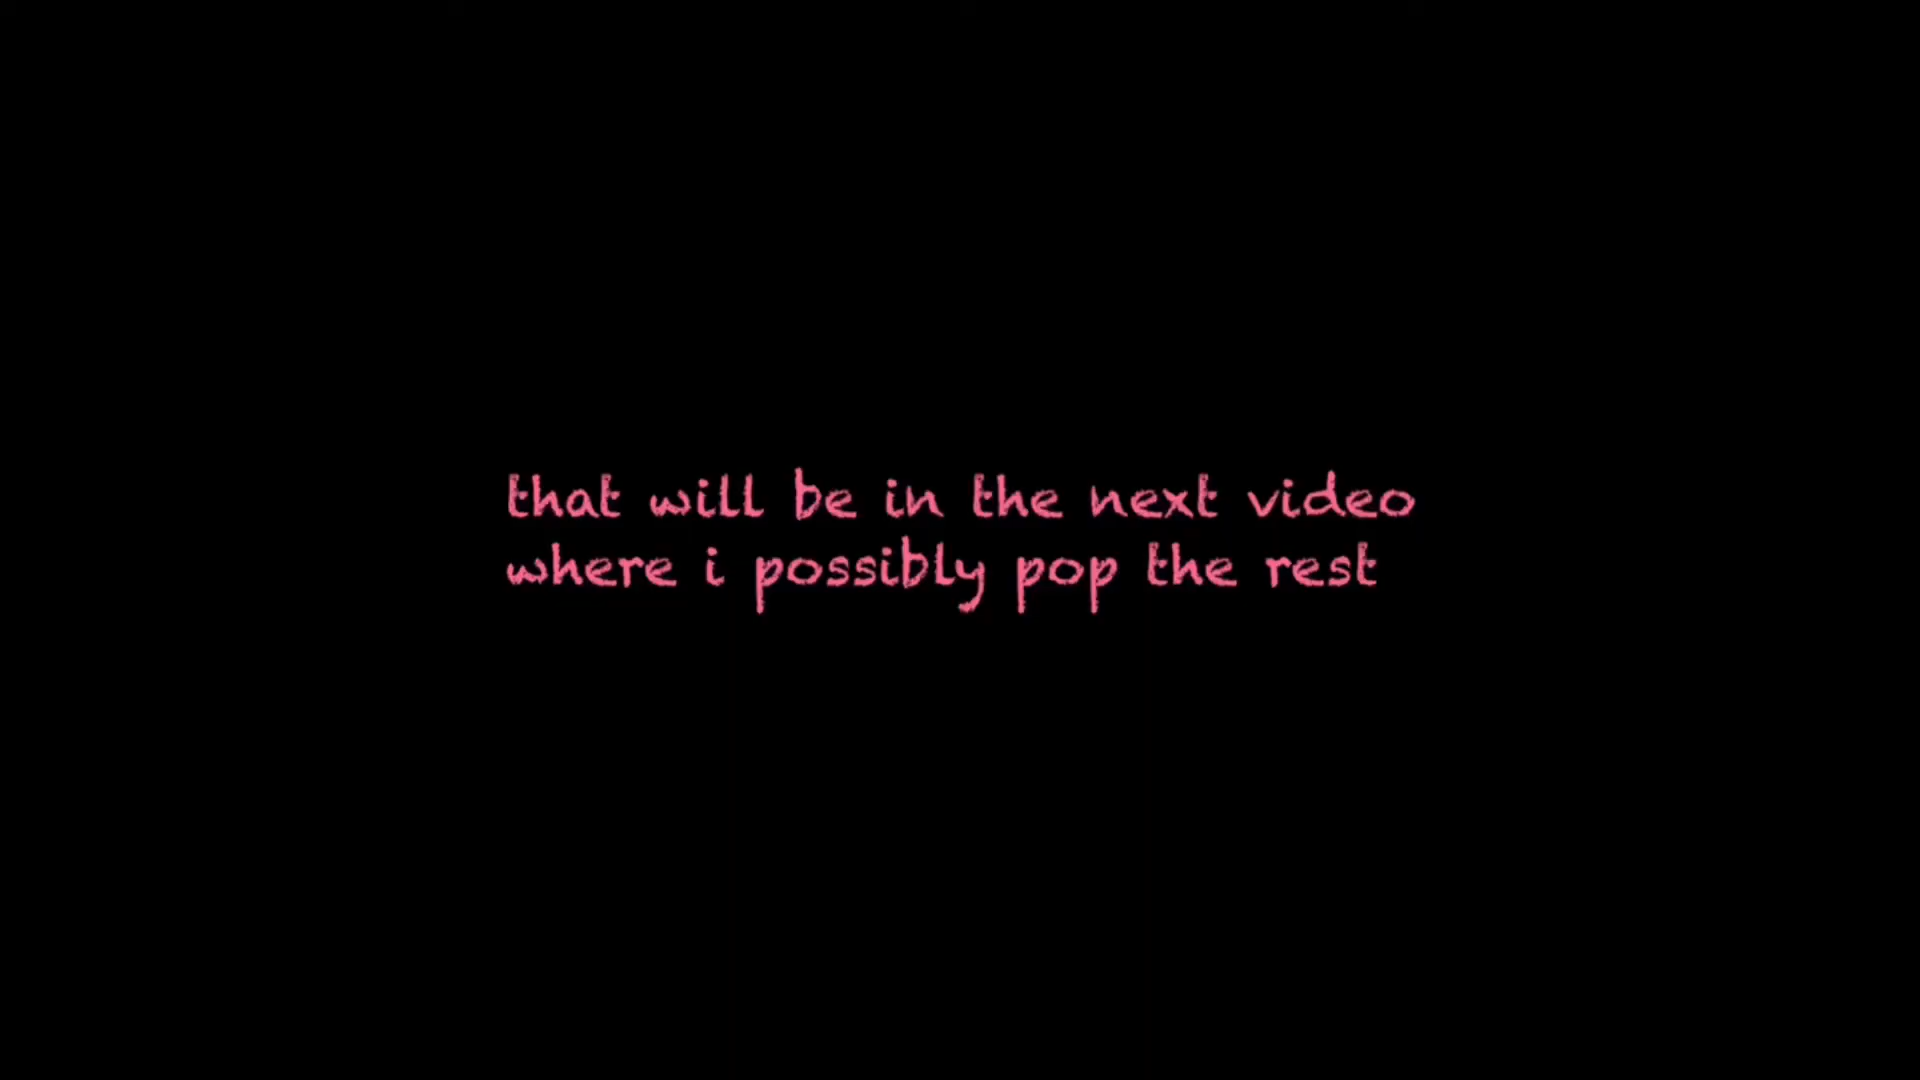 that will be in the next video
where i possibly pop the rest